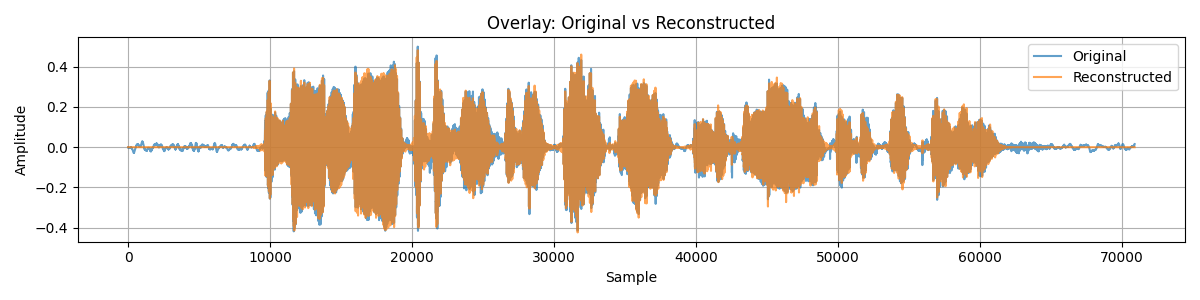 Overlay: Original vs Reconstructed
Original
Reconstructed
Amplitude
0.4
0.2
0.0
−0.2
−0.4
0 10000 20000 30000 40000 50000 60000 70000
Sample